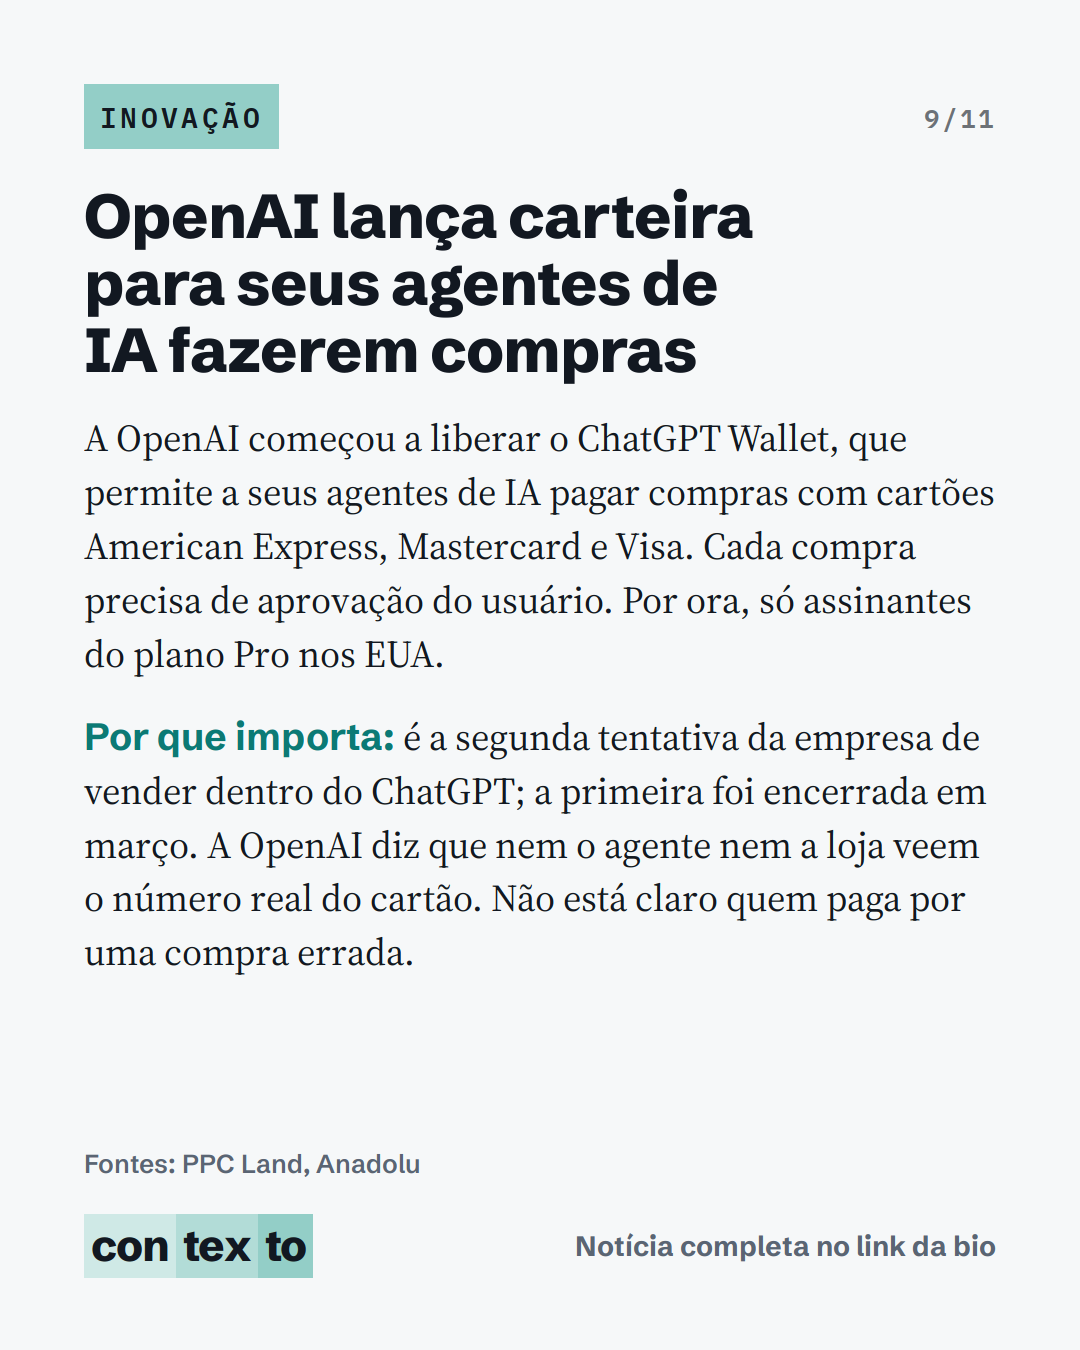 INOVAÇÃO
9/11
OpenAI lança carteira
para seus agentes de
IA fazerem compras
A OpenAI começou a liberar o ChatGPT Wallet, que
permite a seus agentes de IA pagar compras com cartões
American Express, Mastercard e Visa. Cada compra
precisa de aprovação do usuário. Por ora, só assinantes
do plano Pro nos EUA.
Por que importa: é a segunda tentativa da empresa de
vender dentro do ChatGPT; a primeira foi encerrada em
março. A OpenAI diz que nem o agente nem a loja veem
o número real do cartão. Não está claro quem paga por
uma compra errada.
Fontes: PPC Land, Anadolu
contexto
Notícia completa no link da bio